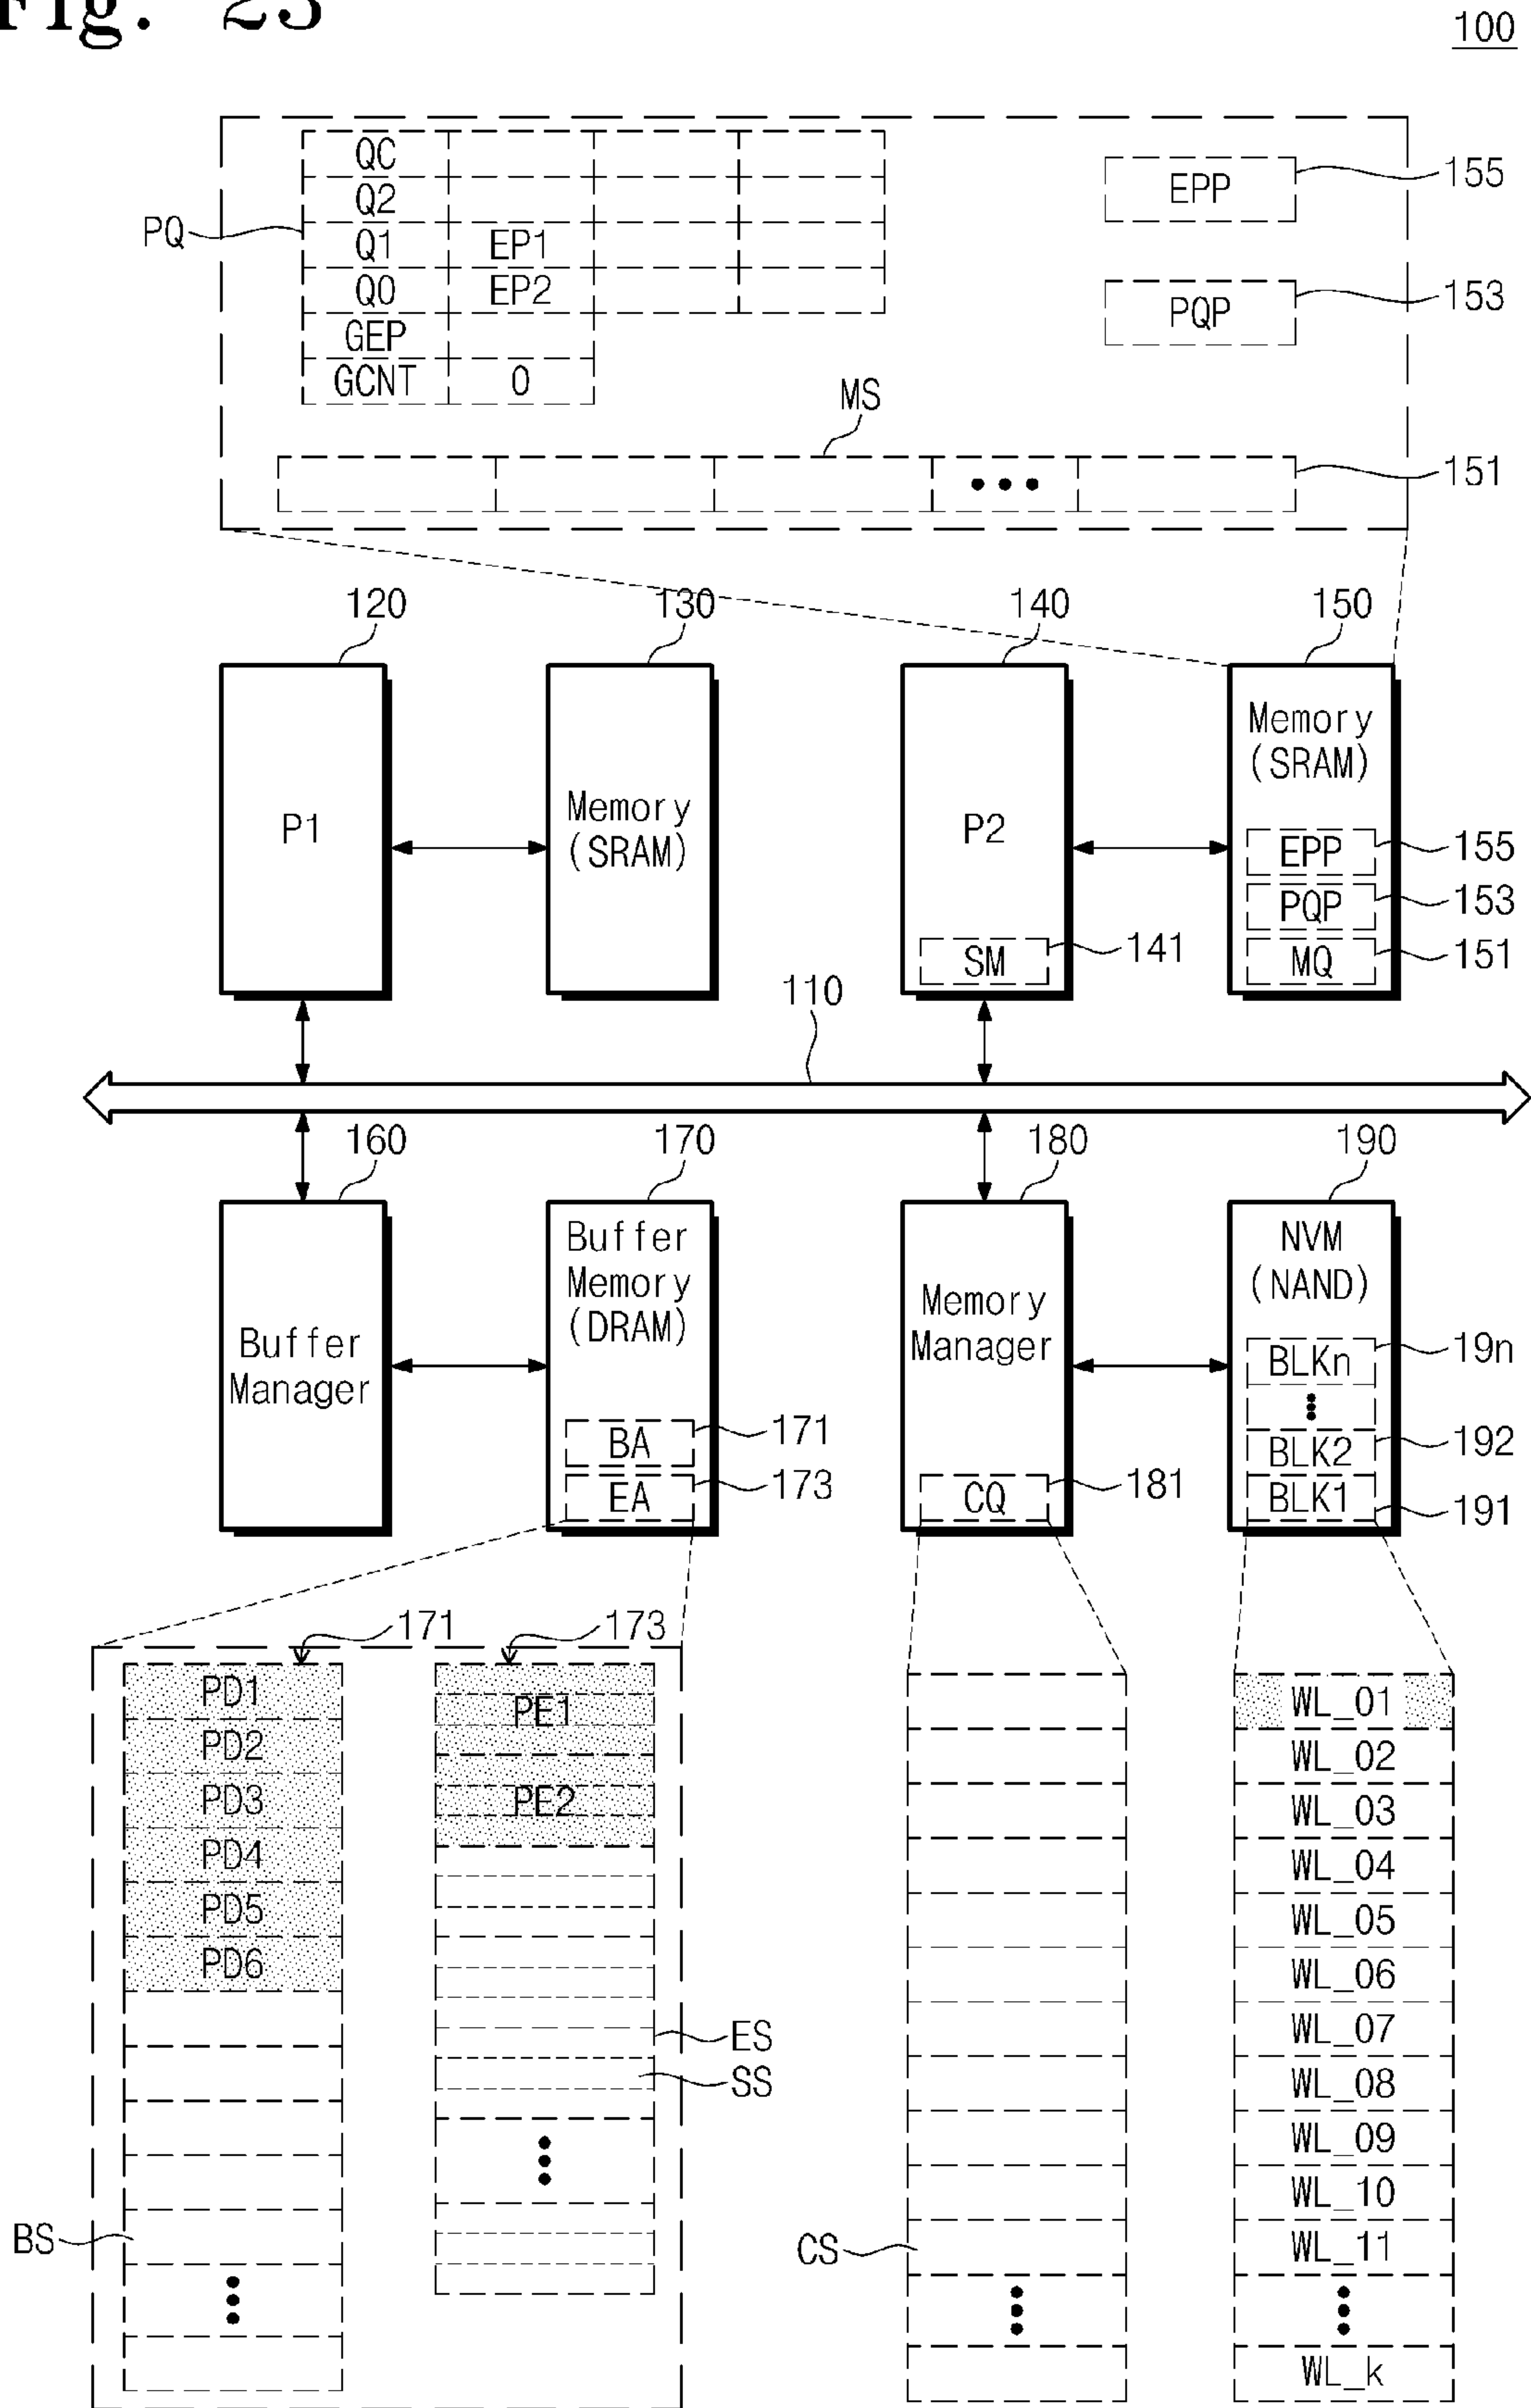 Fig. 23
100
QC
Q2
PQ
Q1 EP1
Q0 EP2
GEP
GCNT 0
EPP 155
PQP 153
MS
151
120
130
140
150
P1
Memory
(SRAM)
P2
SM
141
Memory
(SRAM)
EPP 155
PQP 153
MQ 151
110
160
170
180
190
Buffer
Manager
Buffer
Memory
(DRAM)
BA 171
EA 173
Memory
Manager
CQ 181
NVM
(NAND)
BLKn 19n
BLK2 192
BLK1 191
171
173
PD1
PD2
PD3
PD4
PD5
PD6
BS
PE1
PE2
ES
SS
CS
WL_01
WL_02
WL_03
WL_04
WL_05
WL_06
WL_07
WL_08
WL_09
WL_10
WL_11
WL_k